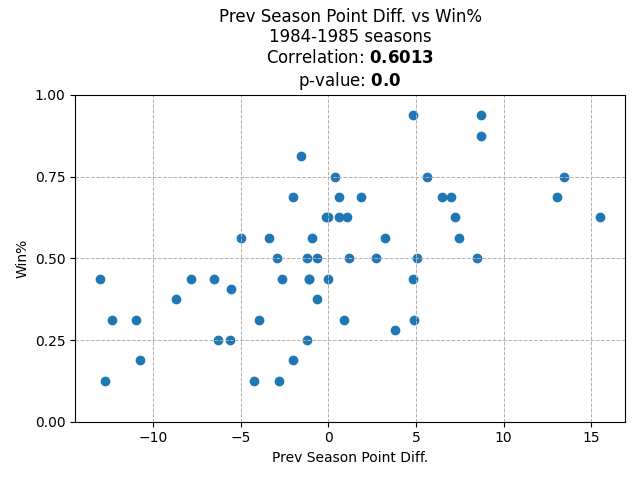 Prev Season Point Diff. vs Win%
1984-1985 seasons
Correlation: 0.6013
p-value: 0.0
1.00
0.75
0.50
0.25
0.00
Win%
−10
−5
0
5
10
15
Prev Season Point Diff.